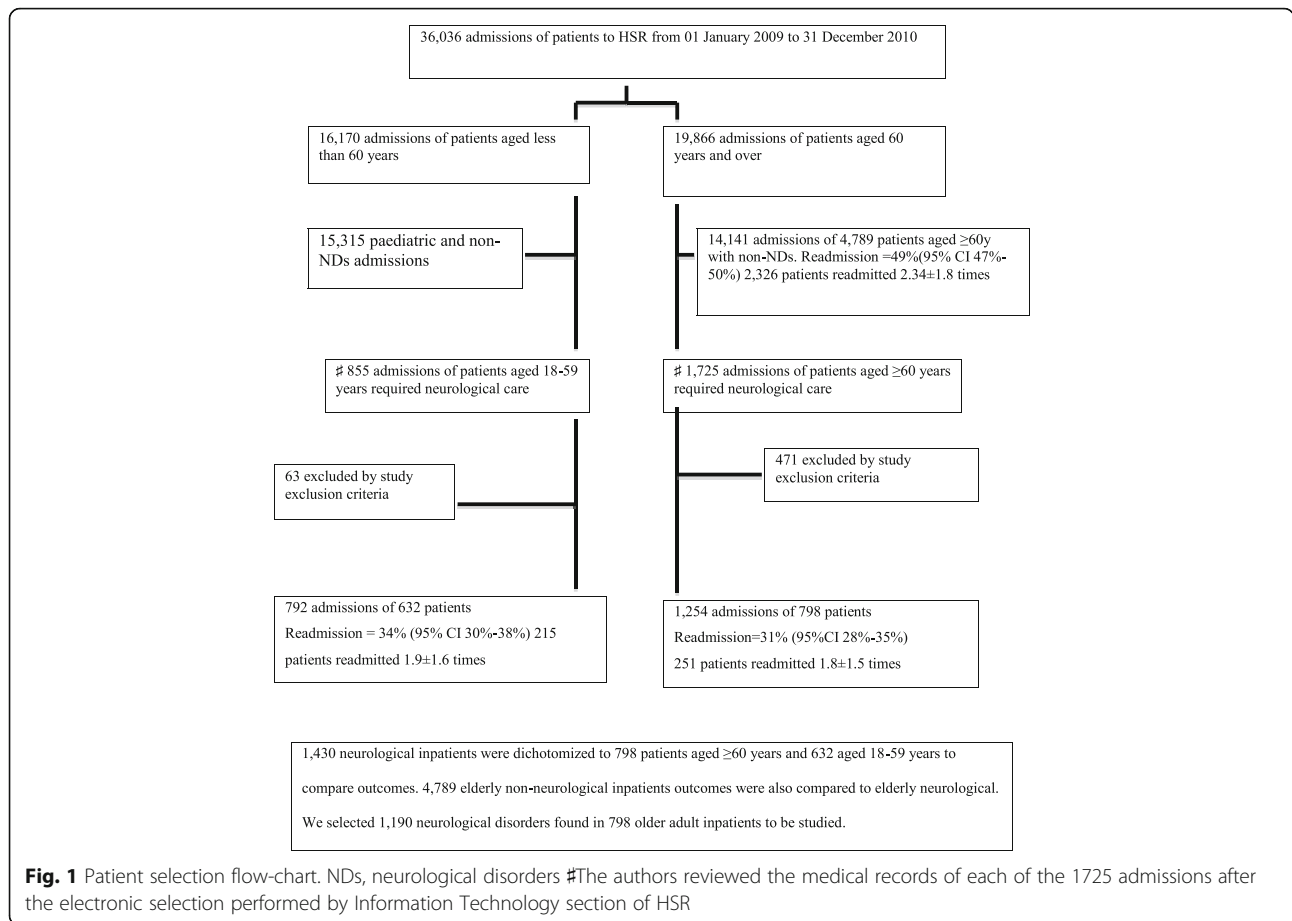 36,036 admissions of patients to HSR from 01 January 2009 to 31 December 2010
16,170 admissions of patients aged less
than 60 years
19,866 admissions of patients aged 60
years and over
15,315 paediatric and non-
NDs admissions
14,141 admissions of 4,789 patients aged ≥60y
with non-NDs. Readmission =49%(95% CI 47%-
50%) 2,326 patients readmitted 2.34±1.8 times
♯ 855 admissions of patients aged 18-59
years required neurological care
♯ 1,725 admissions of patients aged ≥60 years
required neurological care
63 excluded by study
exclusion criteria
471 excluded by study
exclusion criteria
792 admissions of 632 patients
Readmission = 34% (95% CI 30%-38%) 215
patients readmitted 1.9±1.6 times
1,254 admissions of 798 patients
Readmission=31% (95%CI 28%-35%)
251 patients readmitted 1.8±1.5 times
1,430 neurological inpatients were dichotomized to 798 patients aged ≥60 years and 632 aged 18-59 years to
compare outcomes. 4,789 elderly non-neurological inpatients outcomes were also compared to elderly neurological.
We selected 1,190 neurological disorders found in 798 older adult inpatients to be studied.
Fig. 1 Patient selection flow-chart. NDs, neurological disorders ♯The authors reviewed the medical records of each of the 1725 admissions after
the electronic selection performed by Information Technology section of HSR